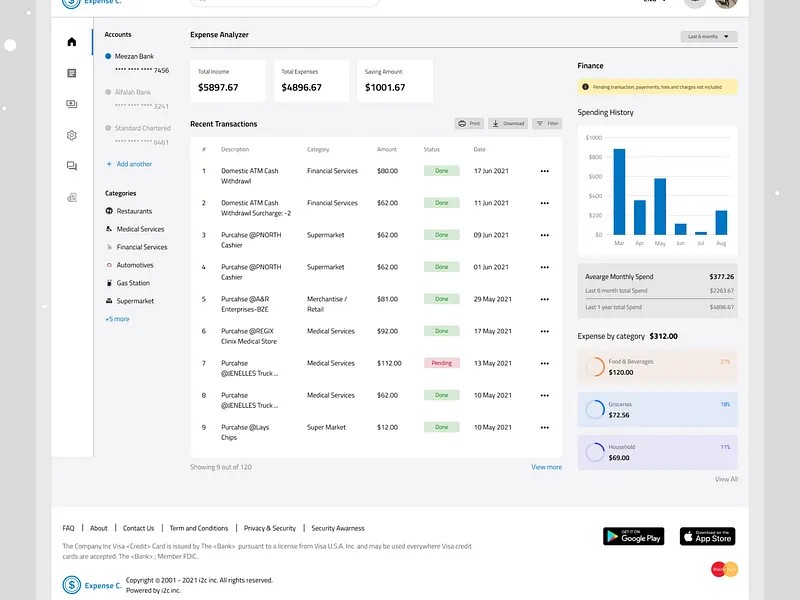 Expense C.
ENG
Accounts
Meezan Bank
**** **** **** 7456
Alfalah Bank
**** **** **** 3241
Standard Chartered
**** **** **** 6461
+ Add another
Categories
Restaurants
Medical Services
Financial Services
Automotives
Gas Station
Supermarket
+5 more
Expense Analyzer
Last 6 months
Total Income
$5897.67
Total Expenses
$4896.67
Saving Amount
$1001.67
Recent Transactions
Print
Download
Filter
# Description Category Amount Status Date
1 Domestic ATM Cash Withdrawl Financial Services $80.00 Done 17 Jun 2021
2 Domestic ATM Cash Withdrawl Surcharge: -2 Financial Services $62.00 Done 11 Jun 2021
3 Purcahse @PNORTH Cashier Supermarket $62.00 Done 09 Jun 2021
4 Purcahse @PNORTH Cashier Supermarket $62.00 Done 01 Jun 2021
5 Purcahse @A&R Enterprises-BZE Merchantise / Retail $81.00 Done 29 May 2021
6 Purcahse @REGIX Clinix Medical Store Medical Services $92.00 Done 17 May 2021
7 Purcahse @JENELLES Truck ... Medical Services $112.00 Pending 13 May 2021
8 Purcahse @JENELLES Truck ... Medical Services $62.00 Done 10 May 2021
9 Purcahse @Lays Chips Super Market $12.00 Done 10 May 2021
Showing 9 out of 120
View more
Finance
Pending transaction, payements, fees and charges not included
Spending History
$1000
$800
$600
$400
$200
$0
Mar Apr May Jun Jul Aug
Avearge Monthly Spend $377.26
Last 6 month total Spend $2263.67
Last 1 year total Spend $4896.67
Expense by category $312.00
Food & Beverages 27%
$120.00
Groceries 18%
$72.56
Household 11%
$69.00
View All
FAQ | About | Contact Us | Term and Conditions | Privacy & Security | Security Awarness
The Company Inc Visa <Credit> Card is issued by The <Bank> pursuant to a license from Visa U.S.A. Inc. and may be used everywhere Visa credit
cards are accepted. The <Bank> ; Member FDIC.
Expense C.
Copyright © 2001 - 2021 i2c inc. All rights reserved.
Powered by i2c inc.
GET IT ON
Google Play
Download on the
App Store